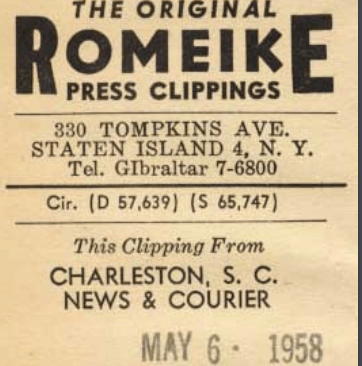 THE ORIGINAL
ROMEIKE
PRESS CLIPPINGS
330 TOMPKINS AVE.
STATEN ISLAND 4, N. Y.
Tel. GIbraltar 7-6800
Cir. (D 57,639) (S 65,747)
This Clipping From
CHARLESTON, S. C.
NEWS & COURIER
MAY 6 · 1958